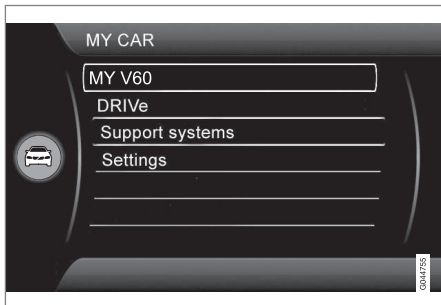 MY CAR
MY V60
DRIVe
Support systems
Settings
G044755